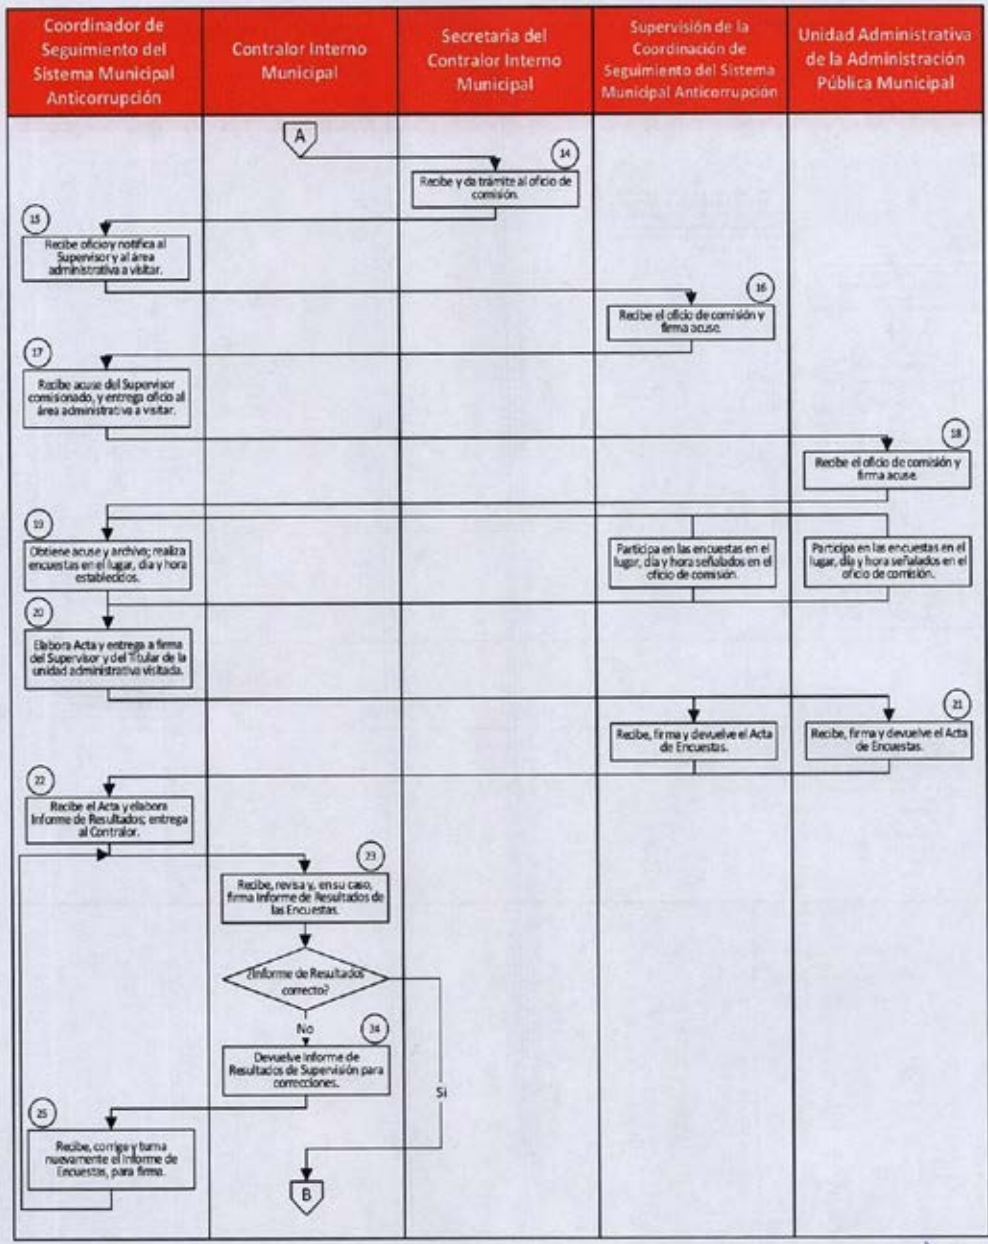 Coordinador de
Seguimiento del
Sistema Municipal
Anticorrupción
Contralor Interno
Municipal
Secretaria del
Contralor Interno
Municipal
Supervisión de la
Coordinación de
Seguimiento del Sistema
Municipal Anticorrupción
Unidad Administrativa
de la Administración
Pública Municipal
A
14
Recibe y da trámite al oficio de
comisión.
15
Recibe oficio y notifica al
Supervisor y al área
administrativa a visitar.
16
Recibe el oficio de comisión y
firma acuse.
17
Recibe acuse del Supervisor
comisionado, y entrega oficio al
área administrativa a visitar.
18
Recibe el oficio de comisión y
firma acuse.
19
Obtiene acuse y archivo; realiza
encuestas en el lugar, día y hora
establecidos.
Participa en las encuestas en el
lugar, día y hora señalados en el
oficio de comisión.
Participa en las encuestas en el
lugar, día y hora señalados en el
oficio de comisión.
20
Elabora Acta y entrega a firma
del Supervisor y del Titular de la
unidad administrativa visitada.
21
Recibe, firma y devuelve el Acta
de Encuestas.
Recibe, firma y devuelve el Acta
de Encuestas.
22
Recibe el Acta y elabora
Informe de Resultados; entrega
al Contralor.
23
Recibe, revisa y, en su caso,
firma Informe de Resultados de
las Encuestas.
¿Informe de Resultados
correcto?
No
24
Devuelve Informe de
Resultados de Supervisión para
correcciones.
Si
25
Recibe, corrige y turna
nuevamente el Informe de
Encuestas, para firma.
B